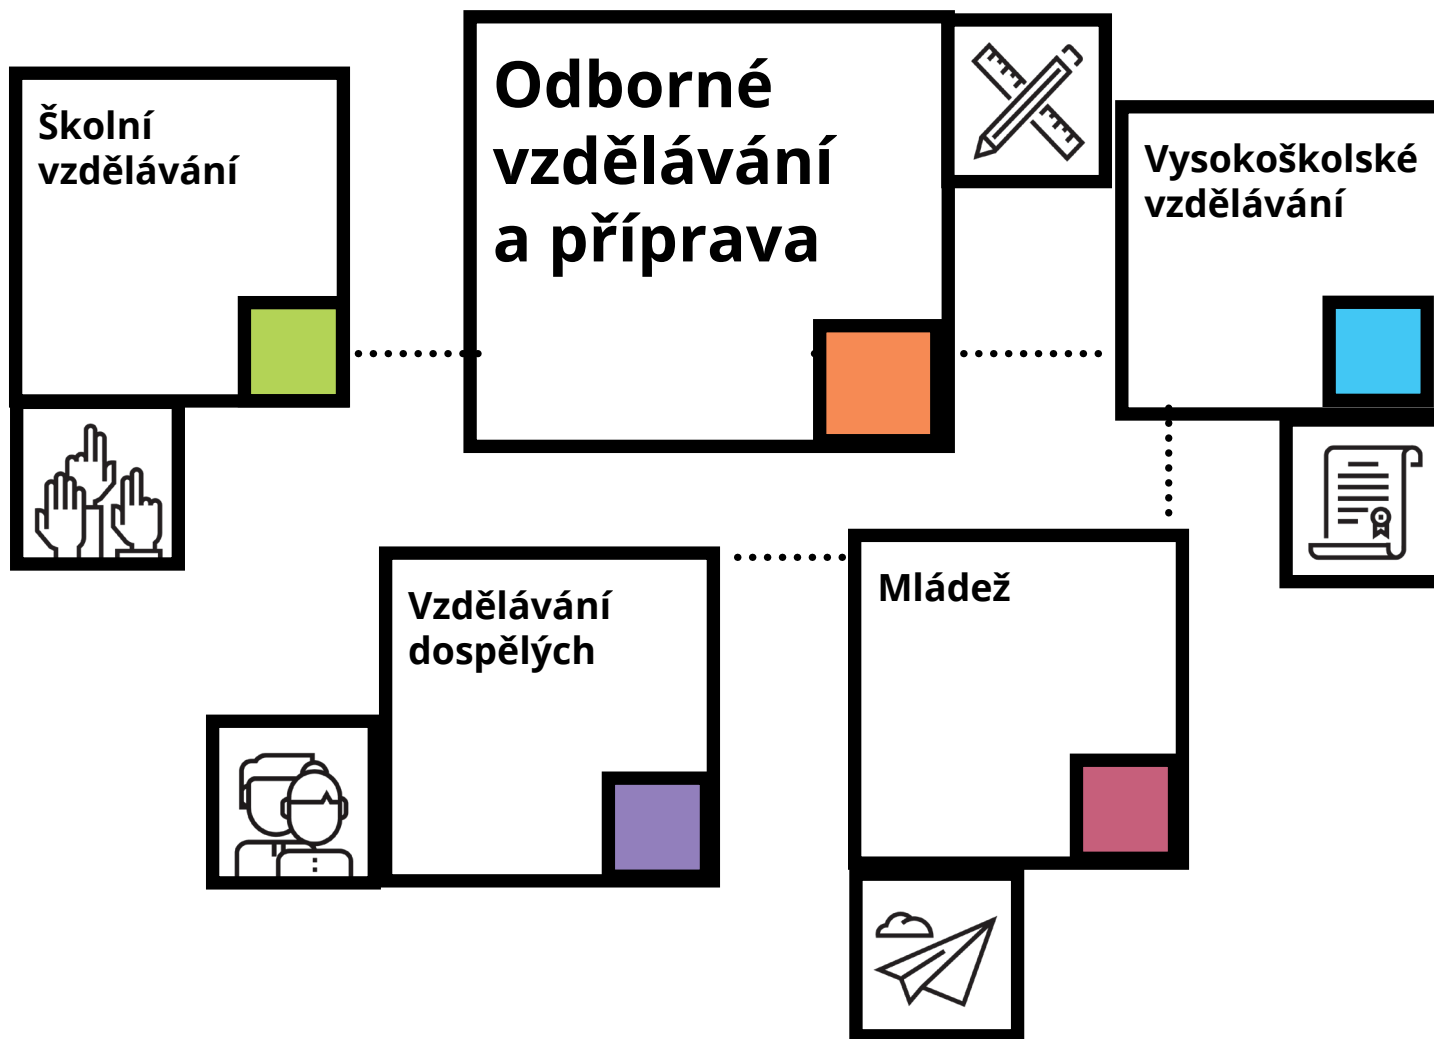 Školní
vzdělávání
Odborné
vzdělávání
a příprava
Vysokoškolské
vzdělávání
Vzdělávání
dospělých
Mládež